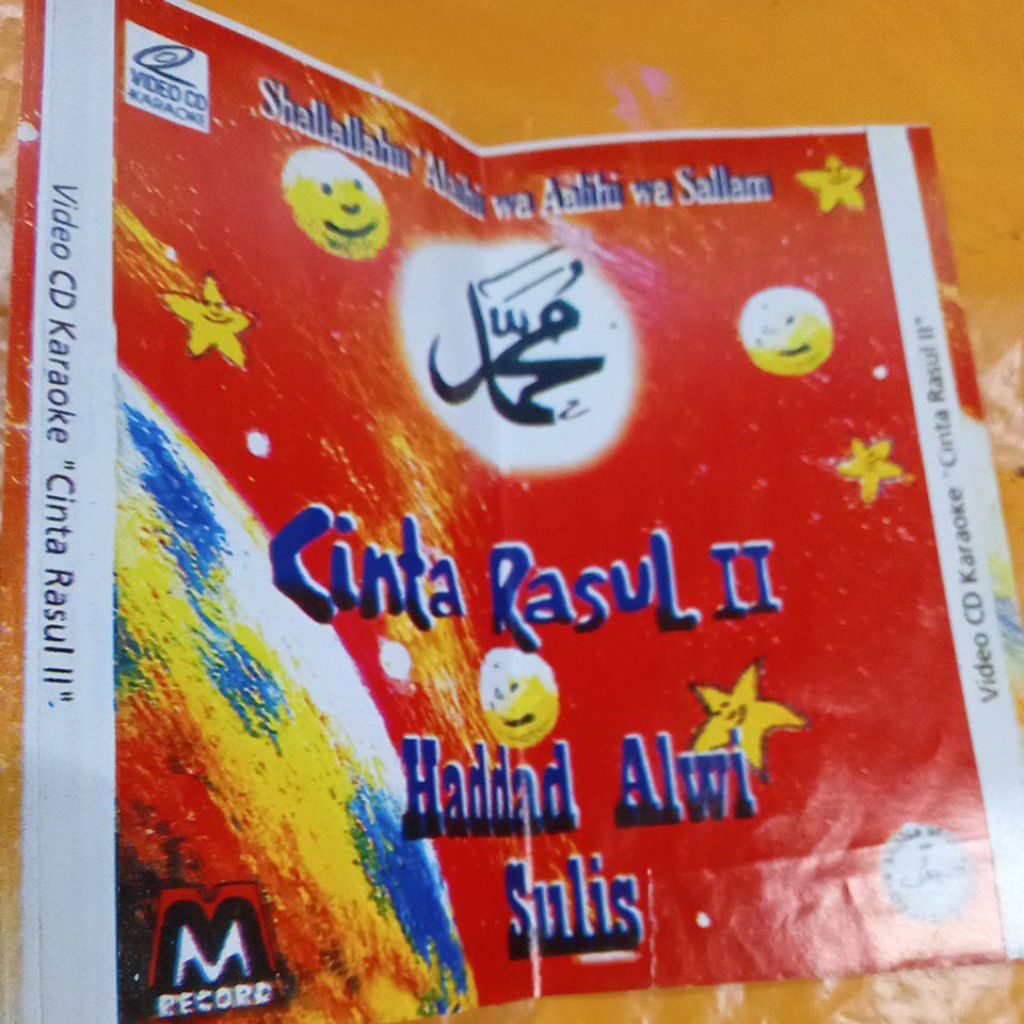 VIDEO CD
KARAOKE
Shallallahu 'Alaihi wa Aalihi wa Sallam
محمد
Cinta Rasul II
Haddad Alwi
Sulis
M
RECORD
Video CD Karaoke "Cinta Rasul II".
Video CD Karaoke "Cinta Rasul II"